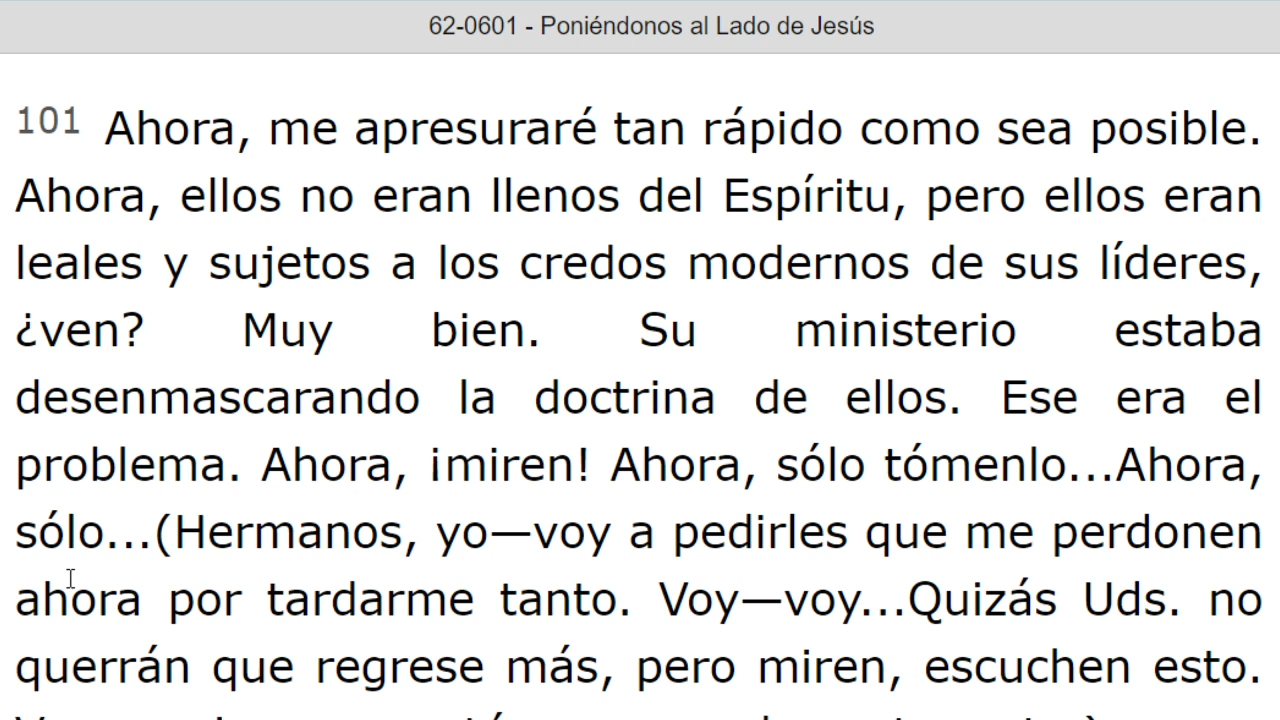 62-0601 - Poniéndonos al Lado de Jesús
101 Ahora, me apresuraré tan rápido como sea posible.
Ahora, ellos no eran llenos del Espíritu, pero ellos eran
leales y sujetos a los credos modernos de sus líderes,
¿ven? Muy bien. Su ministerio estaba
desenmascarando la doctrina de ellos. Ese era el
problema. Ahora, ¡miren! Ahora, sólo tómenlo...Ahora,
sólo...(Hermanos, yo—voy a pedirles que me perdonen
ahora por tardarme tanto. Voy—voy...Quizás Uds. no
querrán que regrese más, pero miren, escuchen esto.